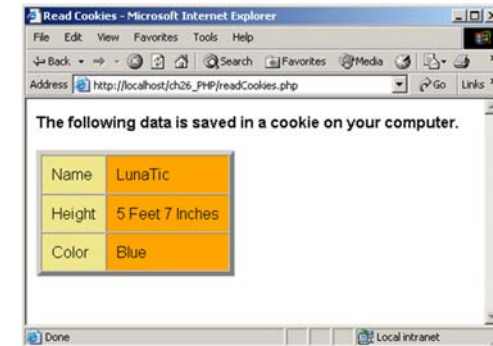 Read Cookies - Microsoft Internet Explorer
File Edit View Favorites Tools Help
Back Search Favorites Media
Address http://localhost/ch26_PHP/readCookies.php Go Links
The following data is saved in a cookie on your computer.
Name LunaTic
Height 5 Feet 7 Inches
Color Blue
Done Local intranet